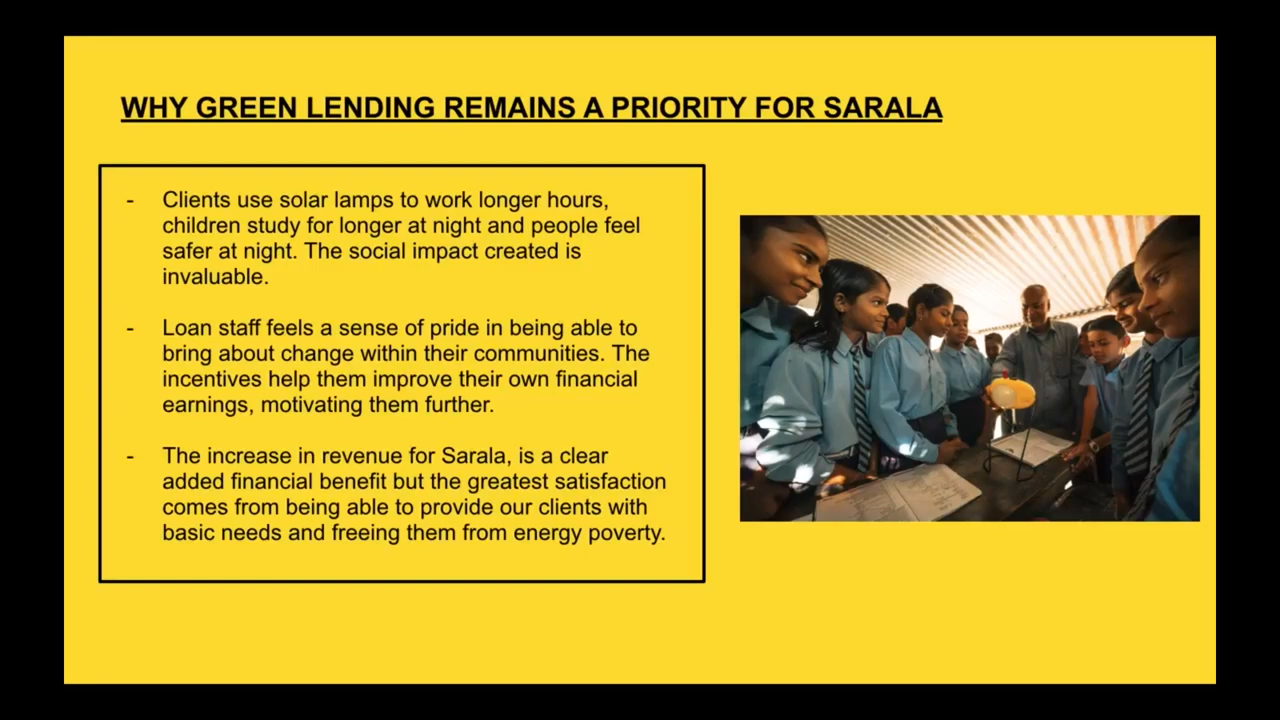 WHY GREEN LENDING REMAINS A PRIORITY FOR SARALA
- Clients use solar lamps to work longer hours,
children study for longer at night and people feel
safer at night. The social impact created is
invaluable.
- Loan staff feels a sense of pride in being able to
bring about change within their communities. The
incentives help them improve their own financial
earnings, motivating them further.
- The increase in revenue for Sarala, is a clear
added financial benefit but the greatest satisfaction
comes from being able to provide our clients with
basic needs and freeing them from energy poverty.